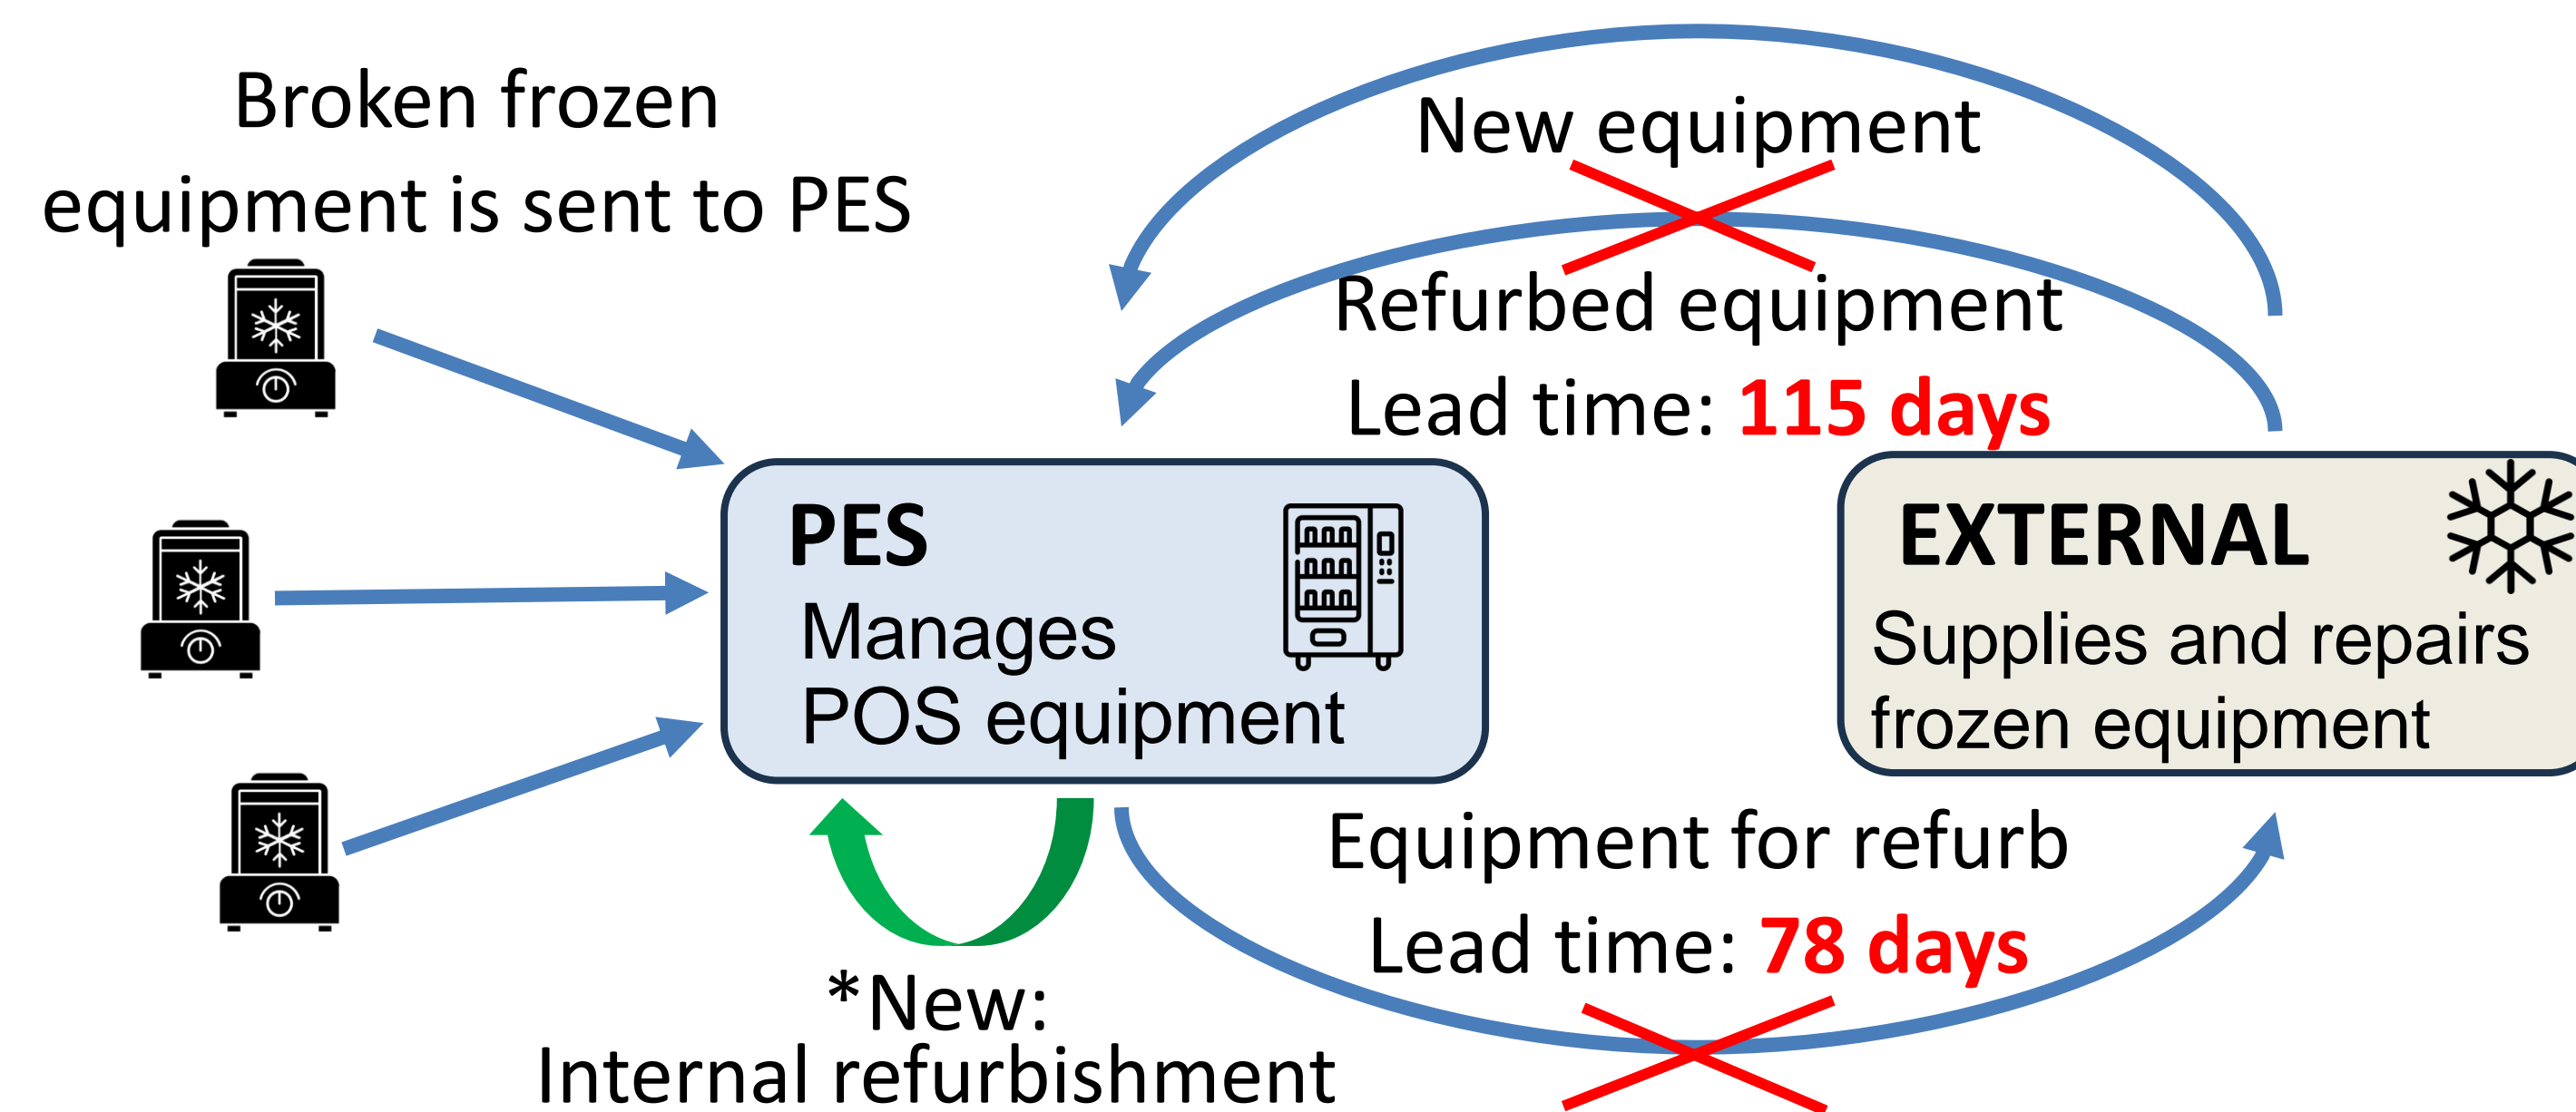 Broken frozen
equipment is sent to PES
New equipment
Refurbed equipment
Lead time: 115 days
PES
Manages
POS equipment
EXTERNAL
Supplies and repairs
frozen equipment
Equipment for refurb
Lead time: 78 days
*New:
Internal refurbishment